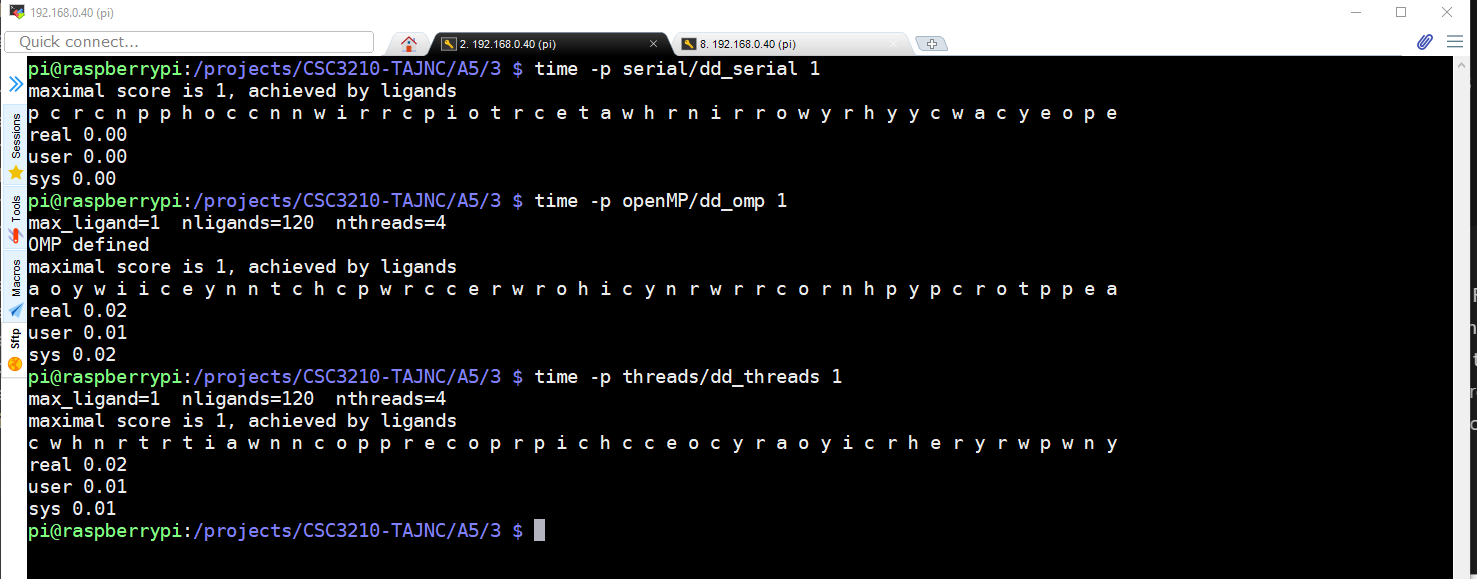 192.168.0.40 (pi)
Quick connect...
2. 192.168.0.40 (pi)
8. 192.168.0.40 (pi)
Sessions
Tools
Macros
Sftp
pi@raspberrypi:/projects/CSC3210-TAJNC/A5/3 $ time -p serial/dd_serial 1
maximal score is 1, achieved by ligands
p c r c n p p h o c c n n w i r r c p i o t r c e t a w h r n i r r o w y r h y y c w a c y e o p e
real 0.00
user 0.00
sys 0.00
pi@raspberrypi:/projects/CSC3210-TAJNC/A5/3 $ time -p openMP/dd_omp 1
max_ligand=1  nligands=120  nthreads=4
OMP defined
maximal score is 1, achieved by ligands
a o y w i i c e y n n t c h c p w r c c e r w r o h i c y n r w r r c o r n h p y p c r o t p p e a
real 0.02
user 0.01
sys 0.02
pi@raspberrypi:/projects/CSC3210-TAJNC/A5/3 $ time -p threads/dd_threads 1
max_ligand=1  nligands=120  nthreads=4
maximal score is 1, achieved by ligands
c w h n r t r t i a w n n c o p p r e c o p r p i c h c c e o c y r a o y i c r h e r y r w p w n y
real 0.02
user 0.01
sys 0.01
pi@raspberrypi:/projects/CSC3210-TAJNC/A5/3 $